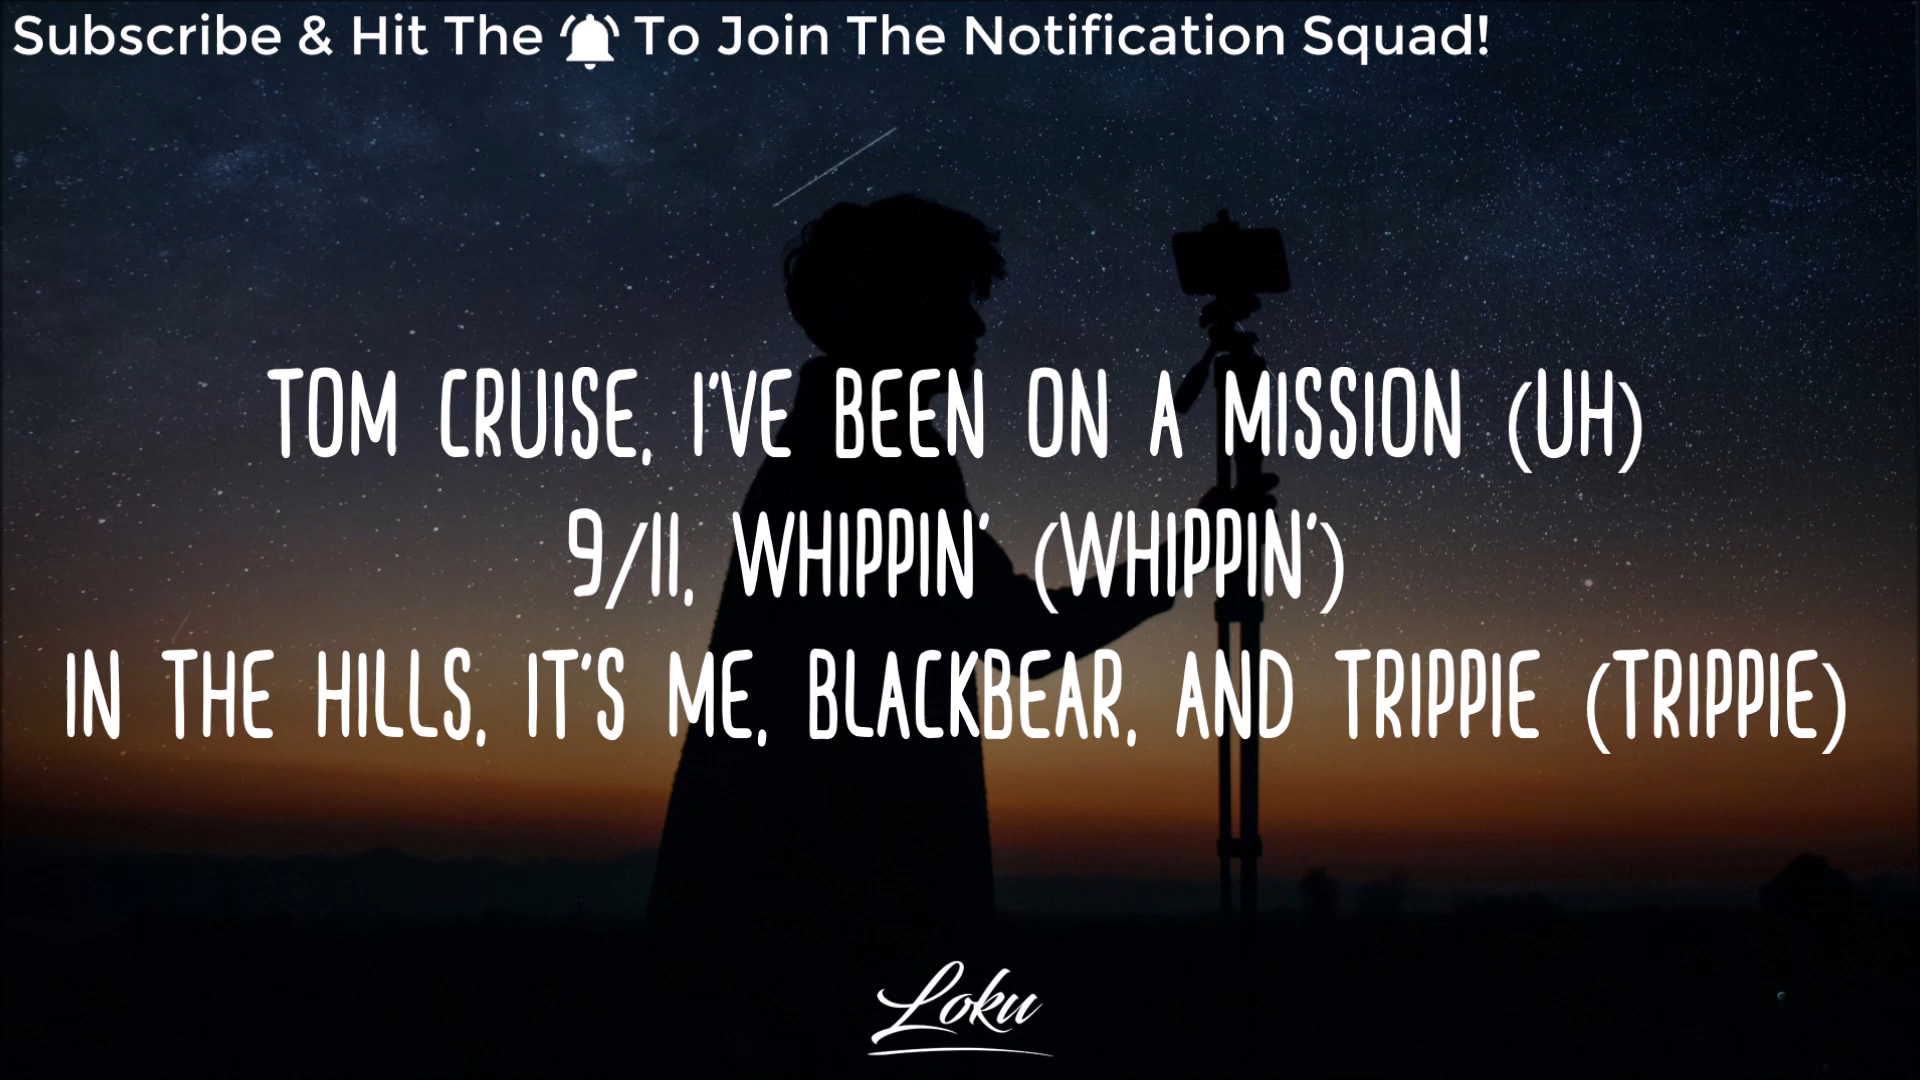 Subscribe & Hit The To Join The Notification Squad!
TOM CRUISE, I'VE BEEN ON A MISSION (UH)
9/11, WHIPPIN' (WHIPPIN')
IN THE HILLS, IT'S ME, BLACKBEAR, AND TRIPPIE (TRIPPIE)
Loku